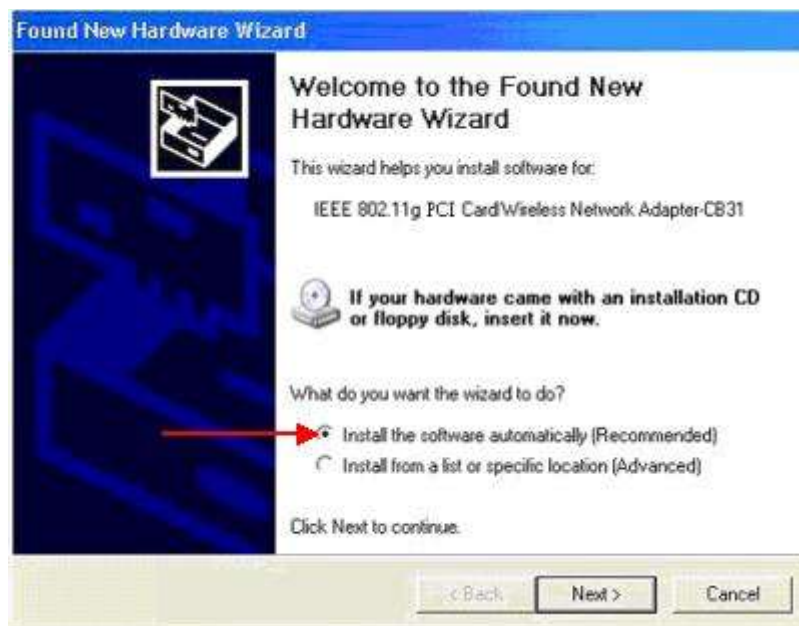 Found New Hardware Wizard
Welcome to the Found New
Hardware Wizard
This wizard helps you install software for:
IEEE 802.11g PCI Card/Wireless Network Adapter-CB31
If your hardware came with an installation CD
or floppy disk, insert it now.
What do you want the wizard to do?
Install the software automatically (Recommended)
Install from a list or specific location (Advanced)
Click Next to continue.
< Back Next > Cancel